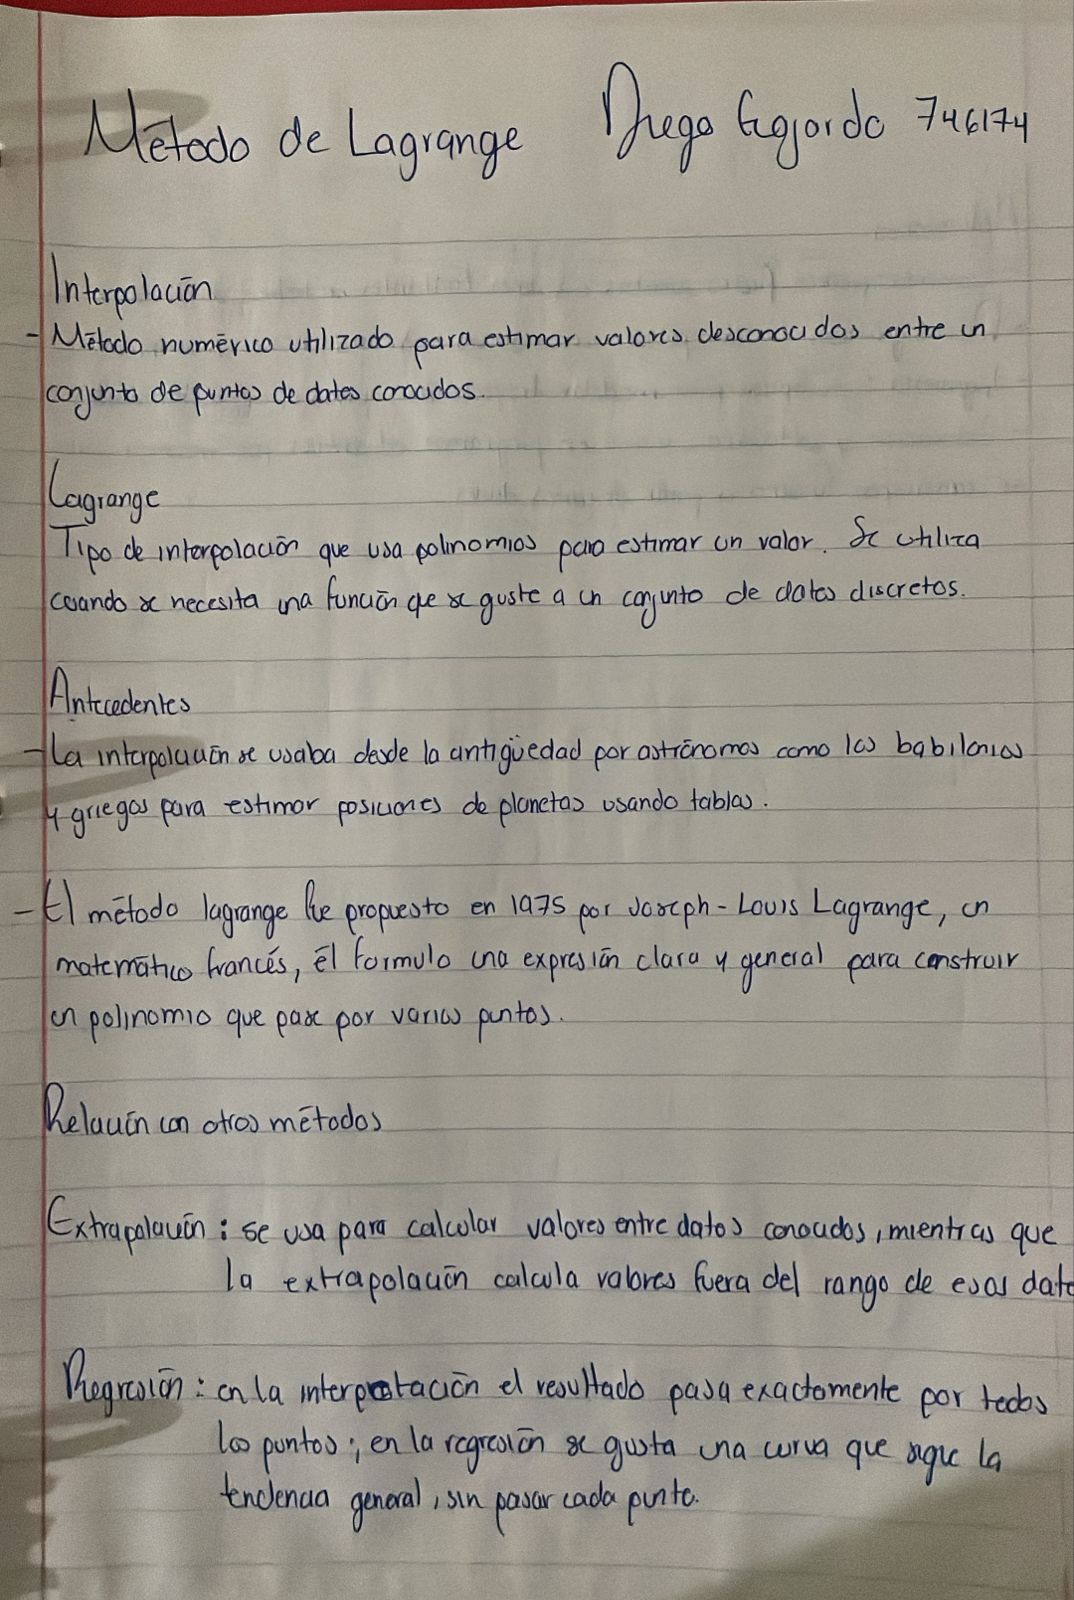 Método de Lagrange Diego Fajardo 746174
Interpolación
- Método numérico utilizado para estimar valores desconocidos entre un
conjunto de puntos de datos conocidos.
Lagrange
Tipo de interpolación que usa polinomios para estimar un valor. Se utiliza
cuando se necesita una función que se guste a un conjunto de datos discretos.
Antecedentes
- La interpolación se usaba desde la antigüedad por astrónomos como los babilonios
y griegos para estimar posiciones de planetas usando tablas.
- El método lagrange fue propuesto en 1975 por Joseph-Louis Lagrange, un
matemático francés, él formulo una expresión clara y general para construir
un polinomio que pase por varios puntos.
Relación con otros métodos
Extrapolación: se usa para calcular valores entre datos conocidos, mientras que
la extrapolación calcula valores fuera del rango de esos dato
Regresión: en la interpretación el resultado pasa exactamente por todos
los puntos; en la regresión se gusta una curva que sigue la
tendencia general, sin pasar cada punto.